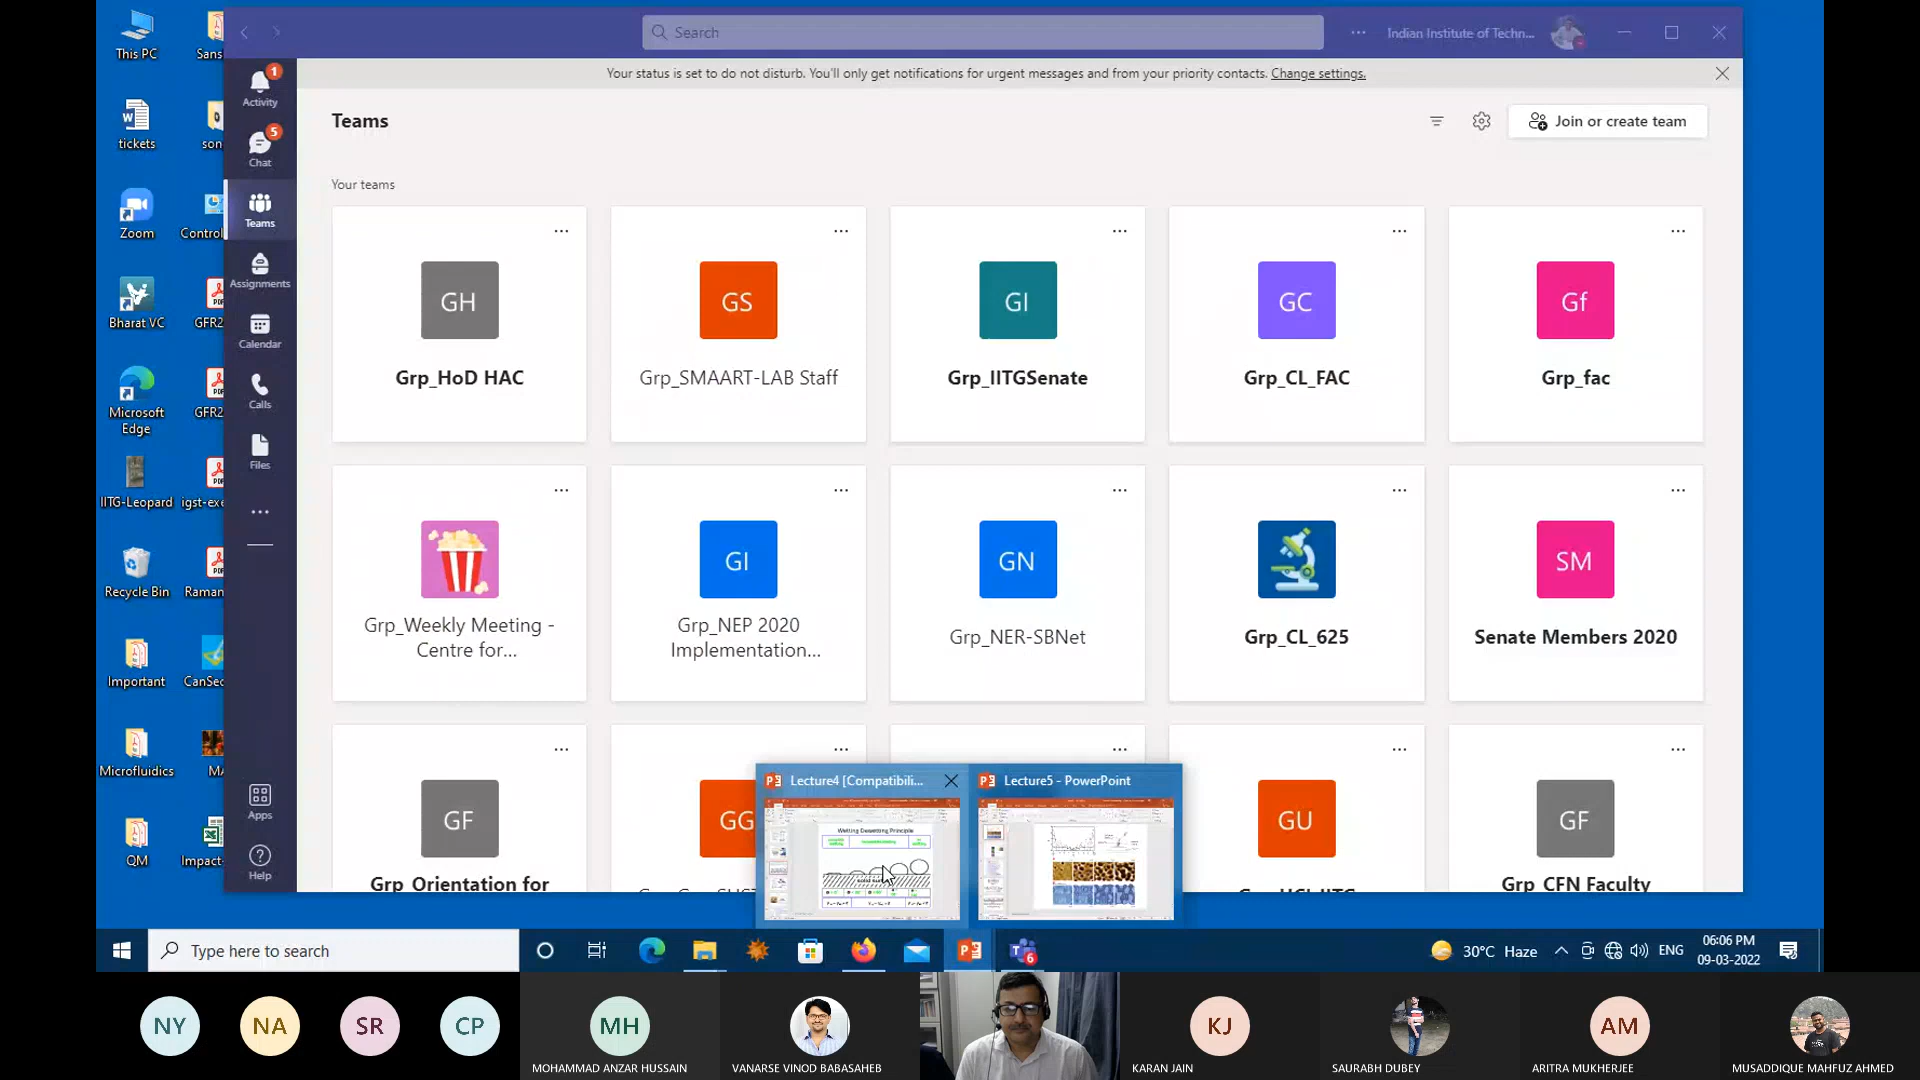 This PC
Sans
Search
Indian Institute of Techn...
Your status is set to do not disturb. You'll only get notifications for urgent messages and from your priority contacts. Change settings.
1
Activity
Teams
Join or create team
tickets
son
5
Chat
Your teams
Zoom
Control
Teams
GH
Grp_HoD HAC
GS
Grp_SMAART-LAB Staff
GI
Grp_IITGSenate
GC
Grp_CL_FAC
Gf
Grp_fac
Bharat VC
GFR2
Assignments
Calendar
Microsoft
Edge
GFR2
Calls
IITG-Leopard
igst-exe
Files
Recycle Bin
Raman
Grp_Weekly Meeting -
Centre for...
GI
Grp_NEP 2020
Implementation...
GN
Grp_NER-SBNet
Grp_CL_625
SM
Senate Members 2020
Important
CanSec
Microfluidics
MA
Apps
QM
Impact-
Help
GF
Grp_Orientation for
GG
GU
GF
Grp_CFN Faculty
Lecture4 [Compatibili...
Lecture5 - PowerPoint
Wetting Dewetting Principle
Type here to search
6
30°C Haze
ENG
06:06 PM
09-03-2022
NY
NA
SR
CP
MH
MOHAMMAD ANZAR HUSSAIN
VANARSE VINOD BABASAHEB
KJ
KARAN JAIN
SAURABH DUBEY
AM
ARITRA MUKHERJEE
MUSADDIQUE MAHFUZ AHMED